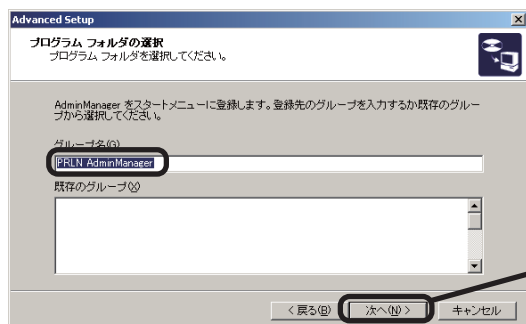 Advanced Setup
プログラム フォルダの選択
プログラム フォルダを選択してください。
AdminManager をスタートメニューに登録します。登録先のグループを入力するか既存のグルー
プから選択してください。
グループ名(G)
PRLN AdminManager
既存のグループ(X)
< 戻る(B)
次へ(N) >
キャンセル